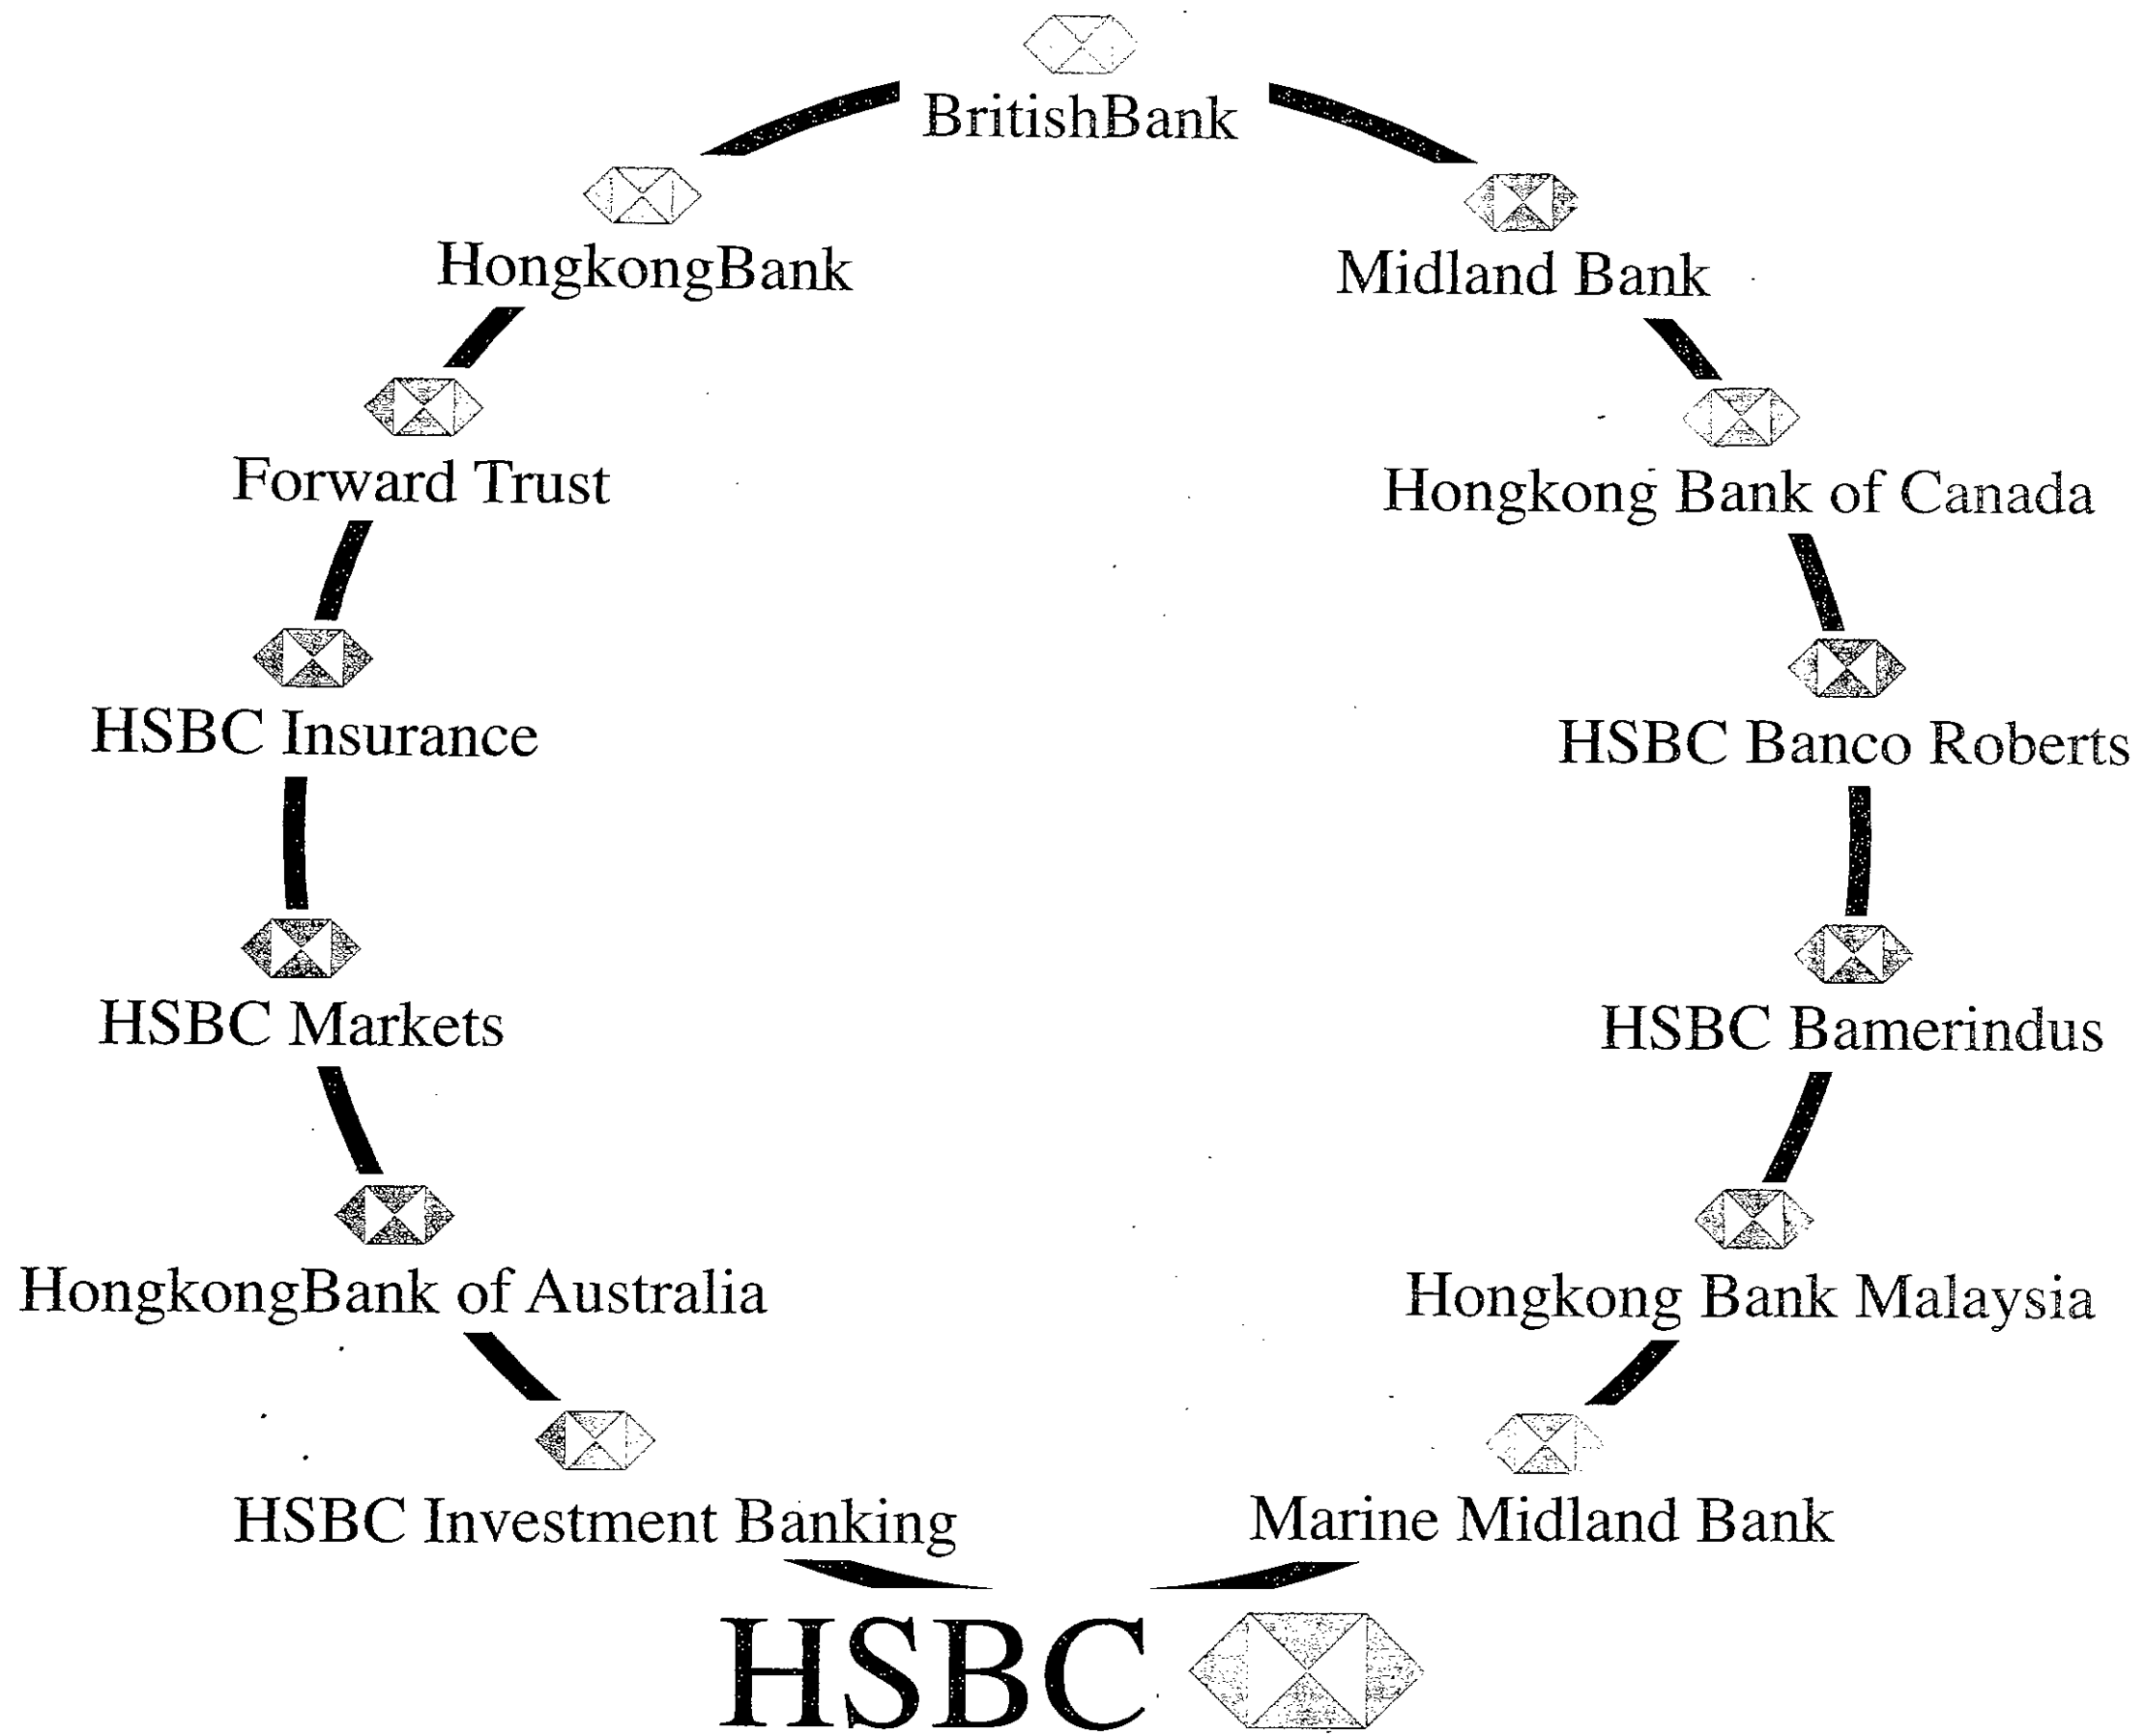 BritishBank
HongkongBank
Midland Bank
Forward Trust
Hongkong Bank of Canada
HSBC Insurance
HSBC Banco Roberts
HSBC Markets
HSBC Bamerindus
HongkongBank of Australia
Hongkong Bank Malaysia
HSBC Investment Banking
Marine Midland Bank
HSBC